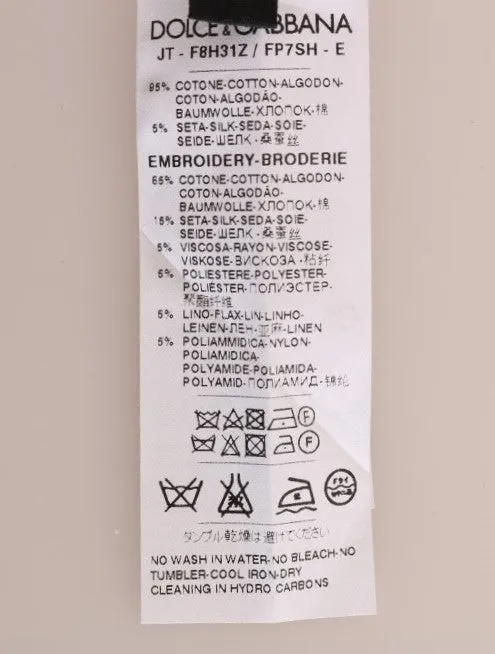 DOLCE & GABBANA
JT - F8H31Z / FP7SH - E
95% COTONE-COTTON-ALGODON-
COTON-ALGODÃO-
BAUMWOLLE-ХЛОПОК-棉
5% SETA-SILK-SEDA-SOIE-
SEIDE-ШЕЛК-桑蚕丝
EMBROIDERY-BRODERIE
65% COTONE-COTTON-ALGODON-
COTON-ALGODÃO-
BAUMWOLLE-ХЛОПОК-棉
15% SETA-SILK-SEDA-SOIE-
SEIDE-ШЕЛК-桑蚕丝
5% VISCOSA-RAYON-VISCOSE-
VISKOSE-ВИСКОЗА-粘纤
5% POLIESTERE-POLYESTER-
POLIÉSTER-ПОЛИЭСТЕР-
聚酯纤维
5% LINO-FLAX-LIN-LINHO-
LEINEN-ЛЕН-亚麻-LINEN
5% POLIAMMIDICA-NYLON-
POLIAMIDICA-
POLYAMIDE-POLIAMIDA-
POLYAMID-ПОЛИАМИД-锦纶
F
F
ドライ
タンブル乾燥は避けてください
NO WASH IN WATER-NO BLEACH-NO
TUMBLER-COOL IRON-DRY
CLEANING IN HYDRO CARBONS